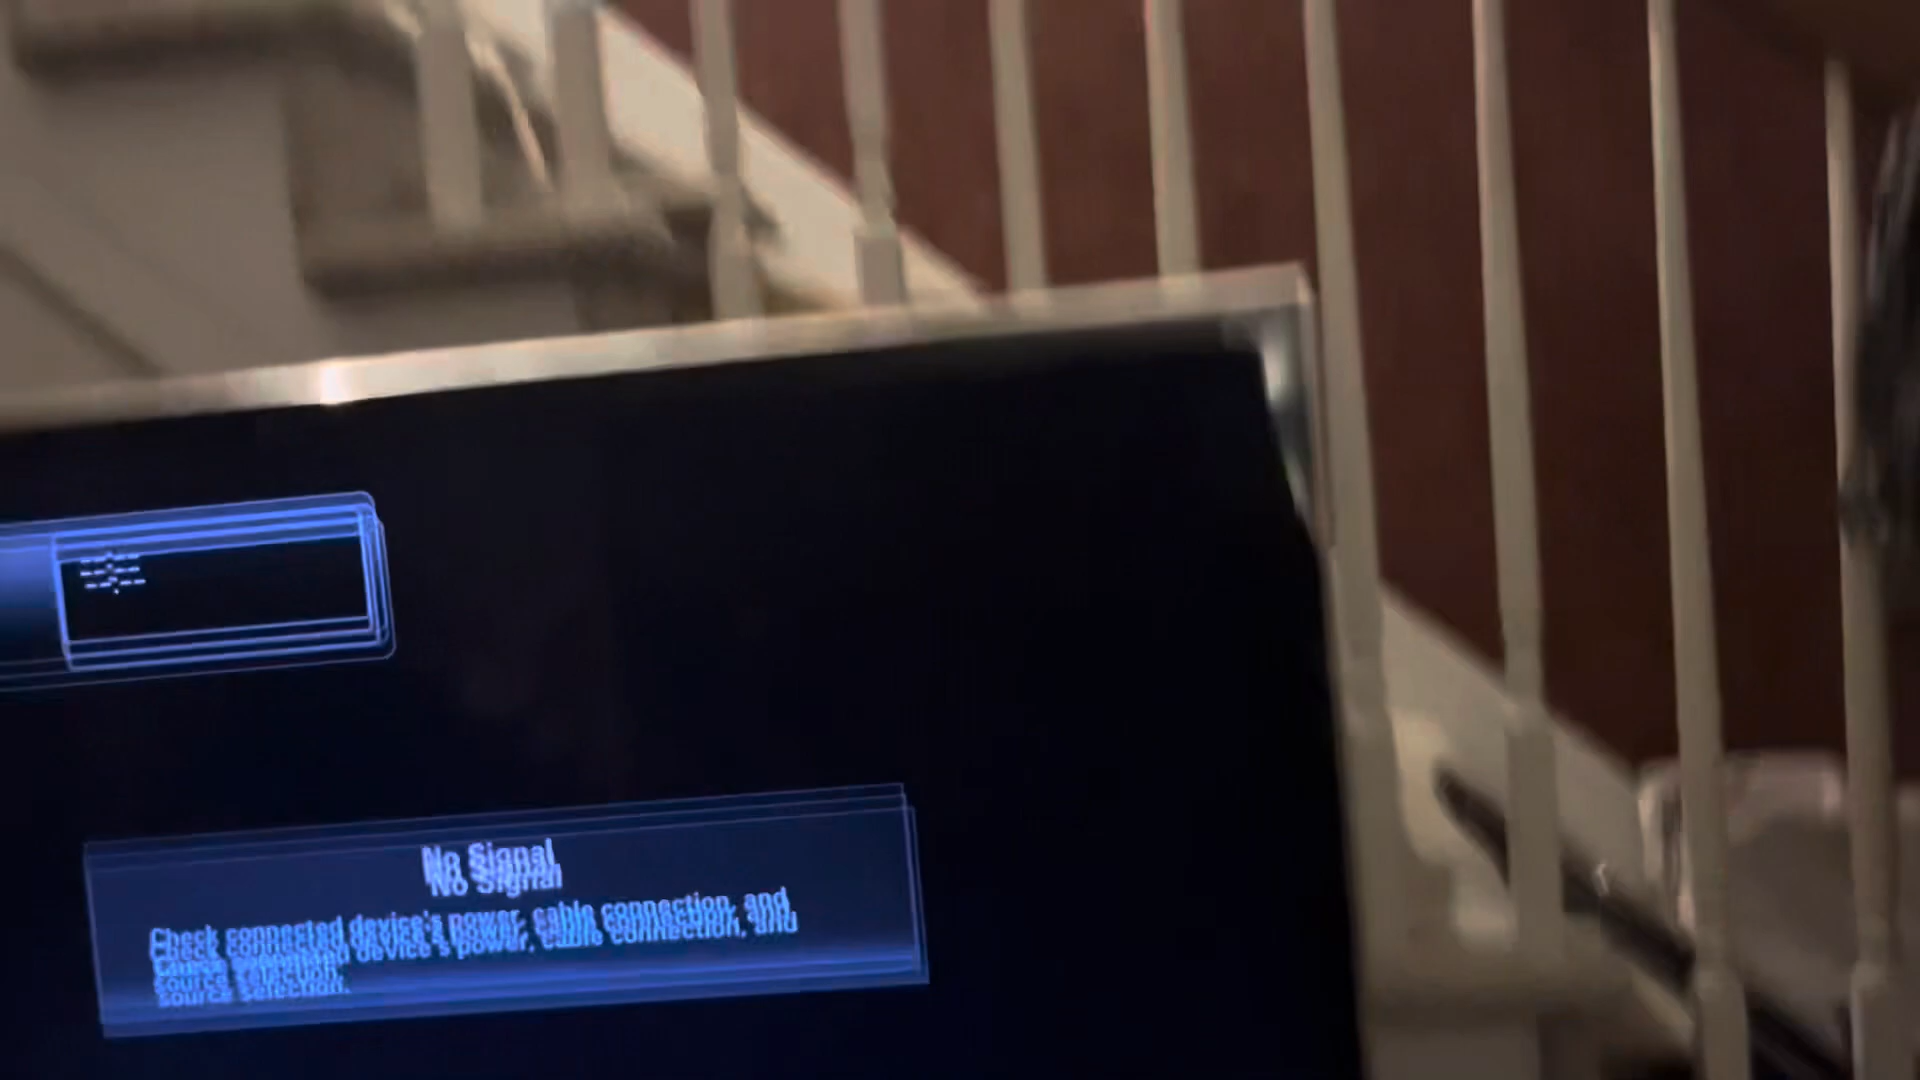 --:--
No Signal
Check connected device's power, cable connection, and
source selection.